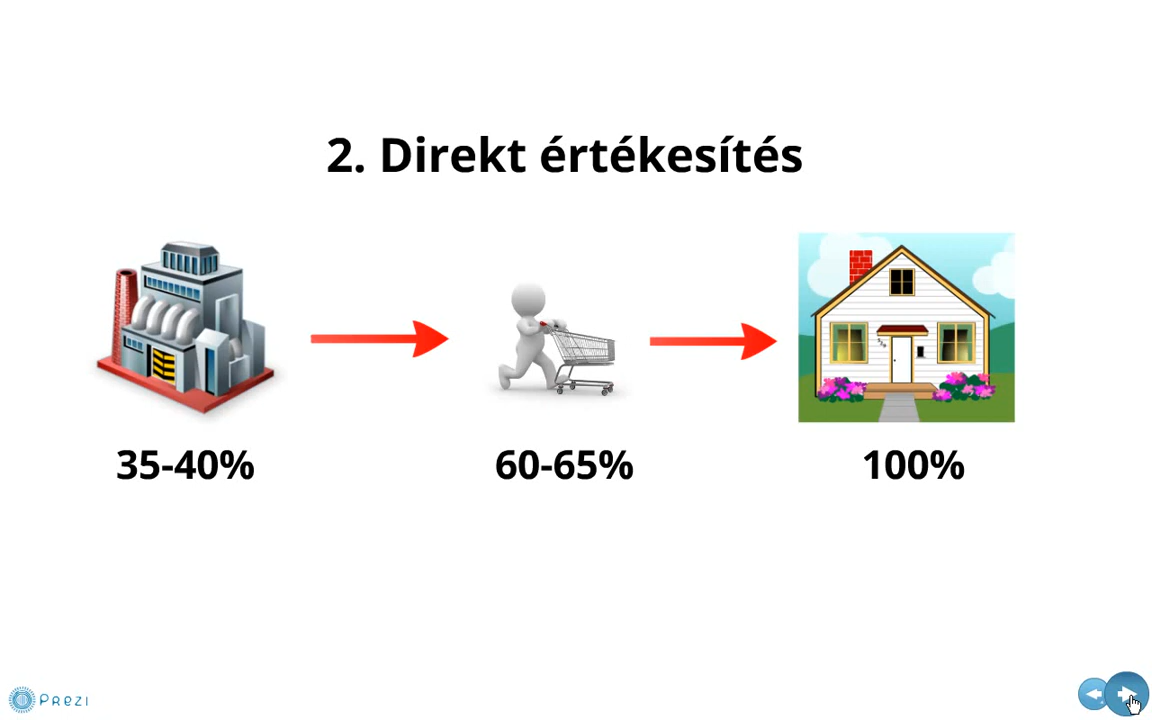 2. Direkt értékesítés
35-40%
60-65%
100%
Prezi